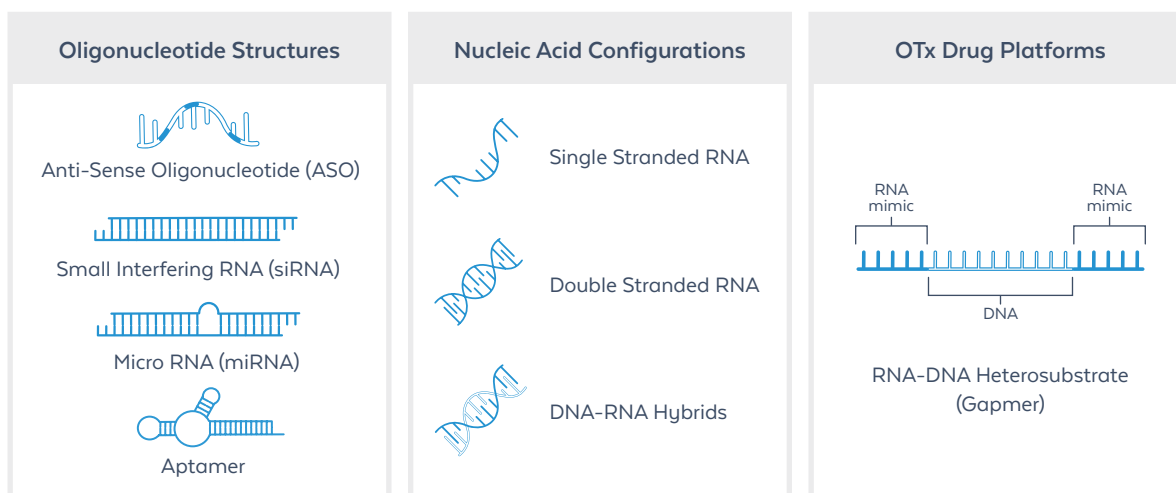 Oligonucleotide Structures
Anti-Sense Oligonucleotide (ASO)
Small Interfering RNA (siRNA)
Micro RNA (miRNA)
Aptamer
Nucleic Acid Configurations
Single Stranded RNA
Double Stranded RNA
DNA-RNA Hybrids
OTx Drug Platforms
RNA
mimic
RNA
mimic
DNA
RNA-DNA Heterosubstrate
(Gapmer)